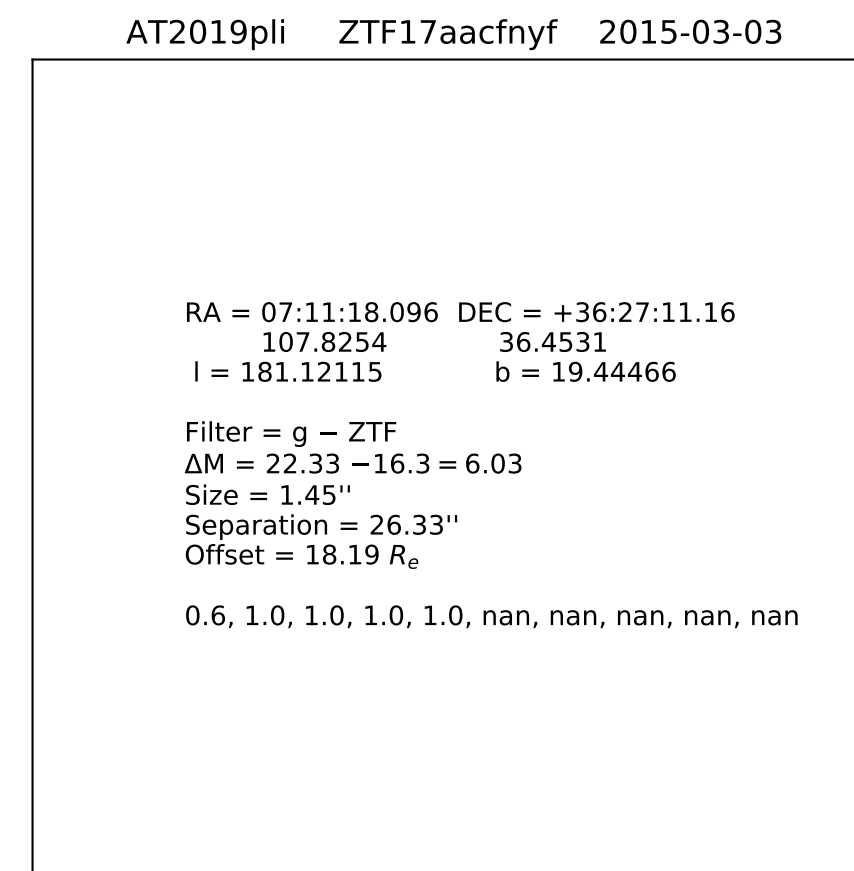 AT2019pli ZTF17aacfnyf 2015-03-03
RA = 07:11:18.096 DEC = +36:27:11.16
107.8254 36.4531
l = 181.12115 b = 19.44466
Filter = g − ZTF
ΔM = 22.33 −16.3 = 6.03
Size = 1.45''
Separation = 26.33''
Offset = 18.19 Re
0.6, 1.0, 1.0, 1.0, 1.0, nan, nan, nan, nan, nan